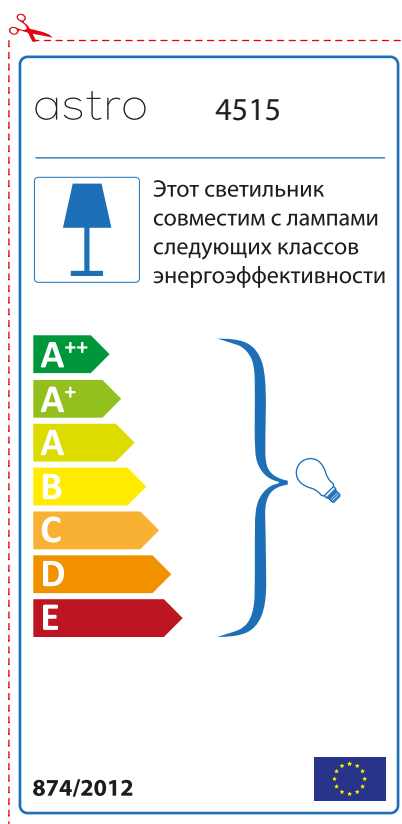 astro 4515
Этот светильник
совместим с лампами
следующих классов
энергоэффективности
A++
A+
A
B
C
D
E
874/2012